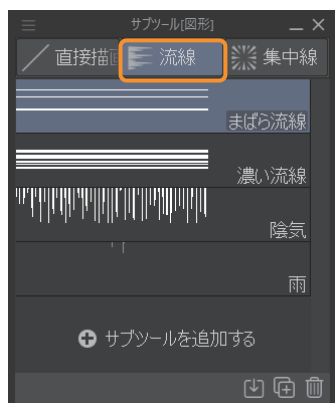 サブツール[図形]
直接描画 流線 集中線
まばら流線
濃い流線
陰気
雨
サブツールを追加する